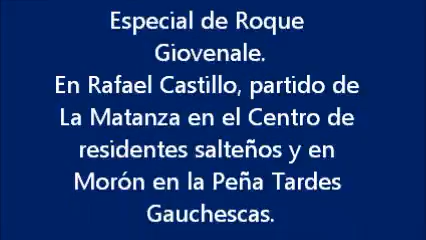 Especial de Roque
Giovenale.
En Rafael Castillo, partido de
La Matanza en el Centro de
residentes salteños y en
Morón en la Peña Tardes
Gauchescas.